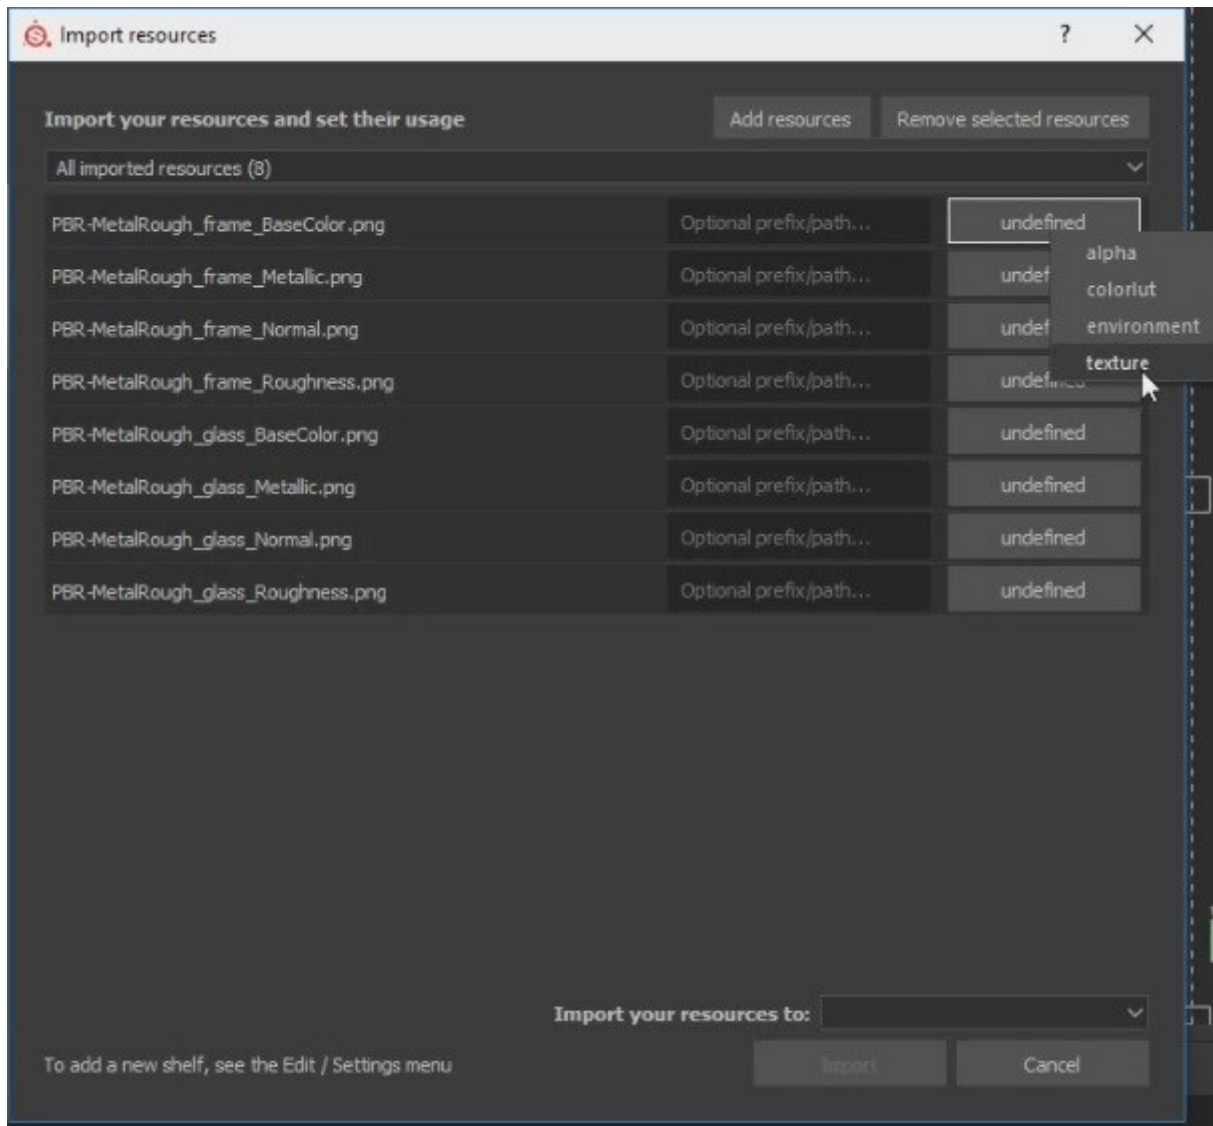 Import resources ? ×
Import your resources and set their usage Add resources Remove selected resources
All imported resources (8)
PBR-MetalRough_frame_BaseColor.png Optional prefix/path... undefined
alpha
PBR-MetalRough_frame_Metallic.png Optional prefix/path... undef
colorlut
PBR-MetalRough_frame_Normal.png Optional prefix/path... undef
environment
texture
PBR-MetalRough_frame_Roughness.png Optional prefix/path...
PBR-MetalRough_glass_BaseColor.png Optional prefix/path... undefined
PBR-MetalRough_glass_Metallic.png Optional prefix/path... undefined
PBR-MetalRough_glass_Normal.png Optional prefix/path... undefined
PBR-MetalRough_glass_Roughness.png Optional prefix/path... undefined
Import your resources to:
To add a new shelf, see the Edit / Settings menu Import Cancel